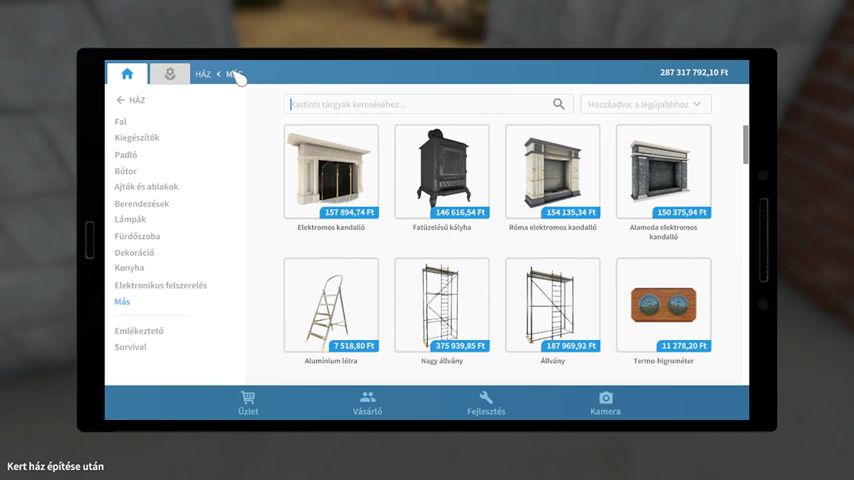 HÁZ < MÁS
287 317 792,10 Ft
HÁZ
Kattints tárgyak kereséséhez...
Hozzáadva: a legújabbhoz
Fal
Kiegészítők
Padló
Bútor
Ajtók és ablakok
Berendezések
Lámpák
Fürdőszoba
Dekoráció
Konyha
Elektronikus felszerelés
Más
Emlékeztető
Survival
157 894,74 Ft
146 616,54 Ft
154 135,34 Ft
150 375,94 Ft
Elektromos kandalló
Fatüzelésű kályha
Róma elektromos kandalló
Alameda elektromos
kandalló
7 518,80 Ft
375 939,85 Ft
187 969,92 Ft
11 278,20 Ft
Alumínium létra
Nagy állvány
Állvány
Termo-higrométer
Üzlet
Vásárló
Fejlesztés
Kamera
Kert ház építése után